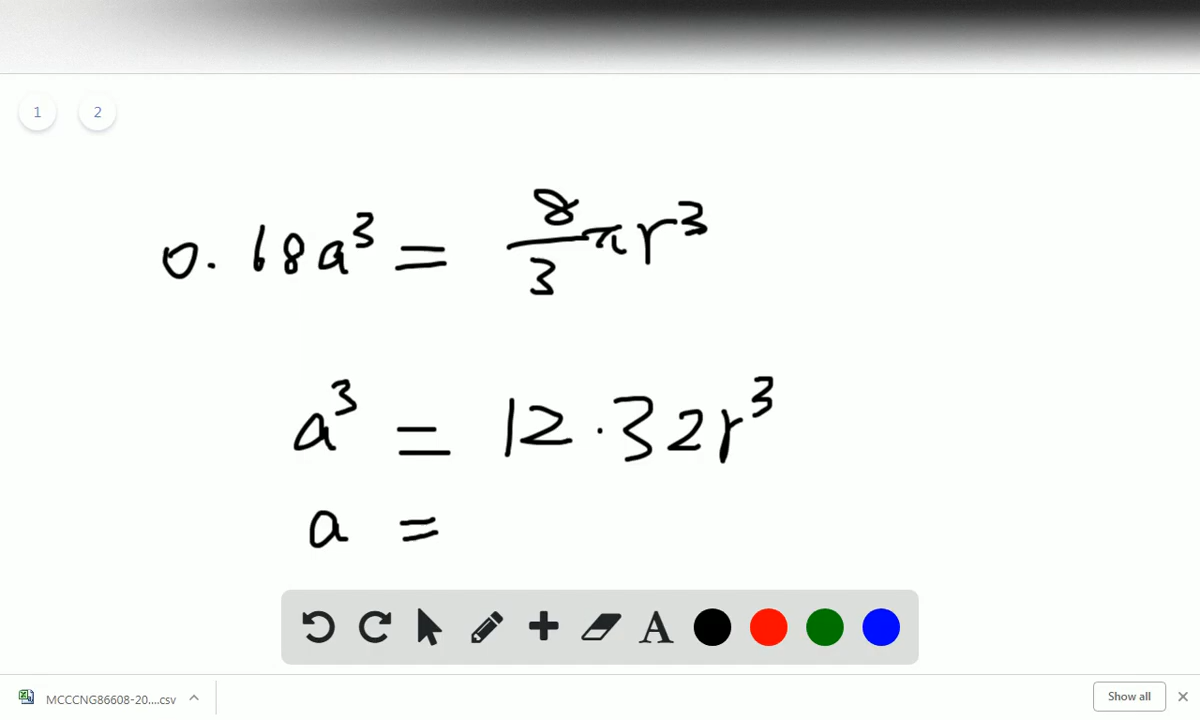 1 2
0.68a³ = 8/3 πr³
a³ = 12.32r³
a =
A
MCCCNG86608-20....csv
Show all